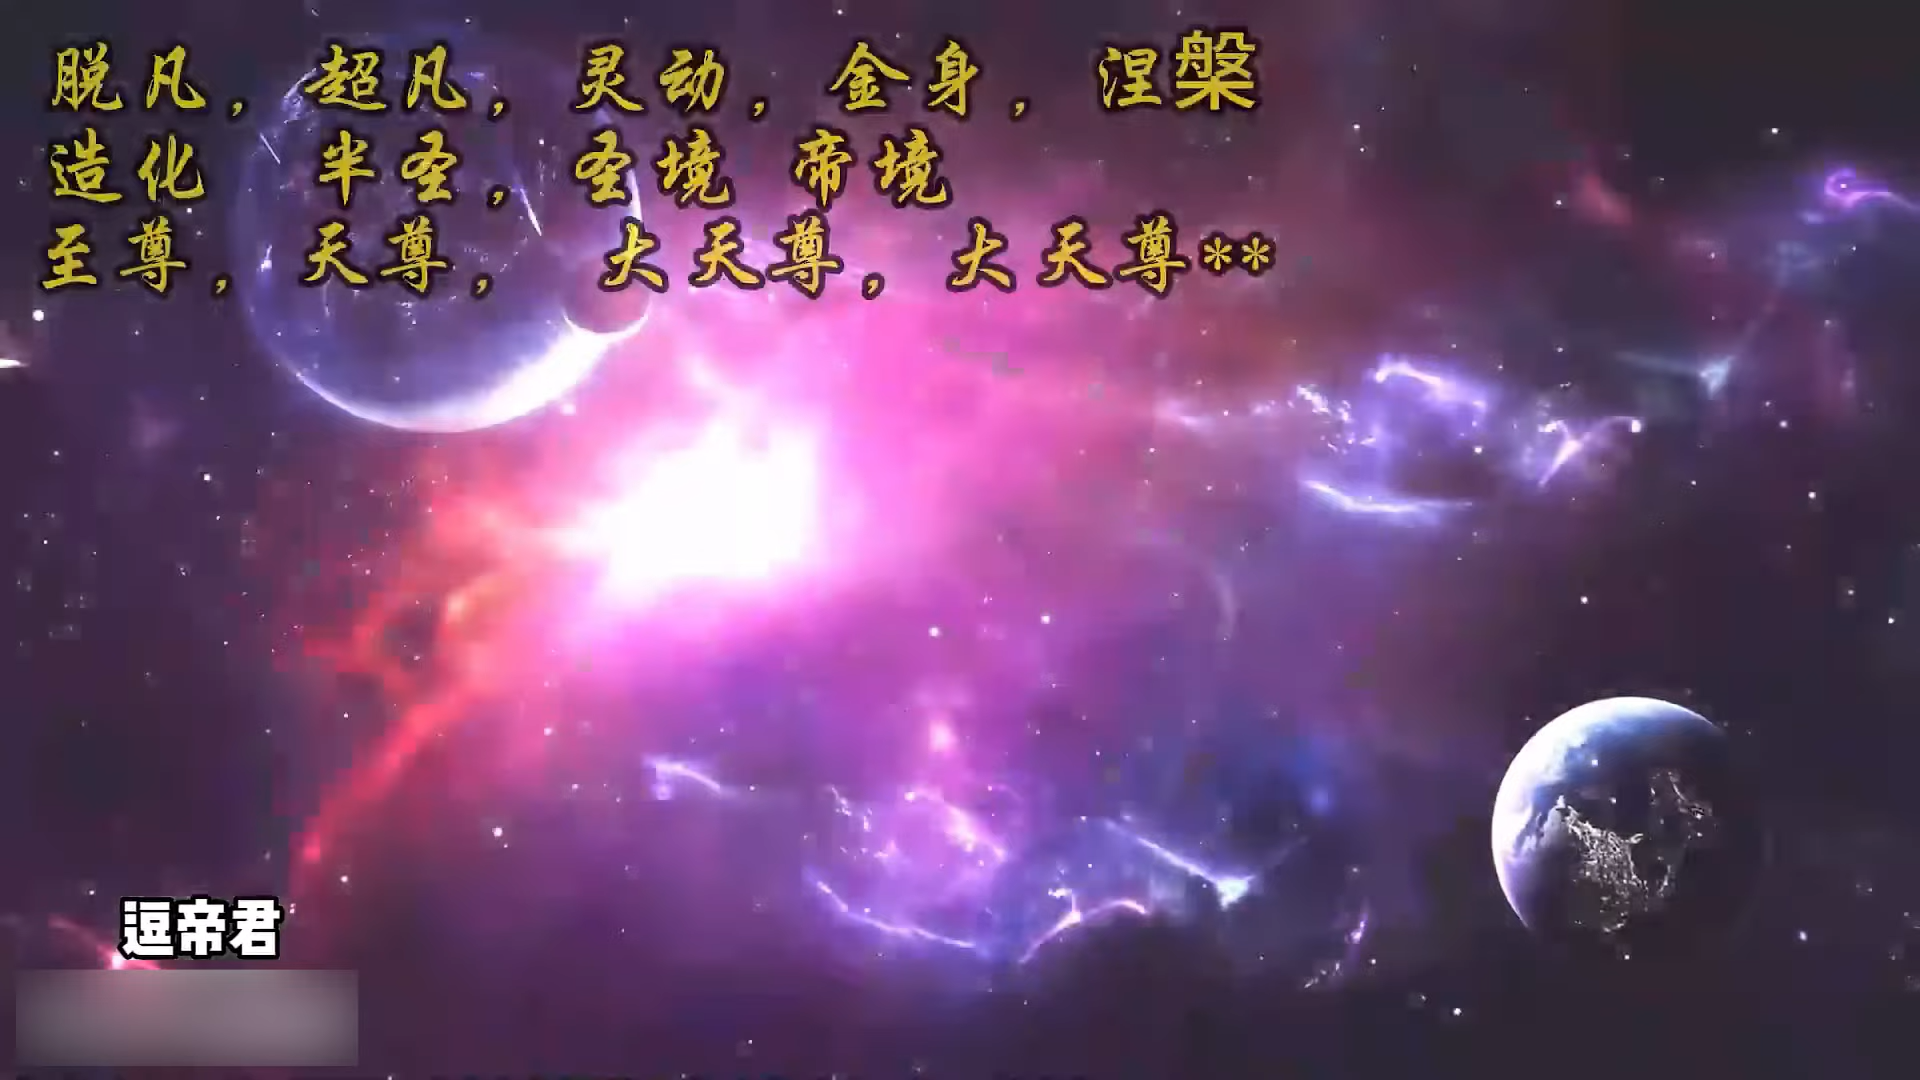 脱凡，超凡，灵动，金身，涅槃
造化 半圣，圣境 帝境
至尊，天尊， 大天尊，大天尊**
逗帝君